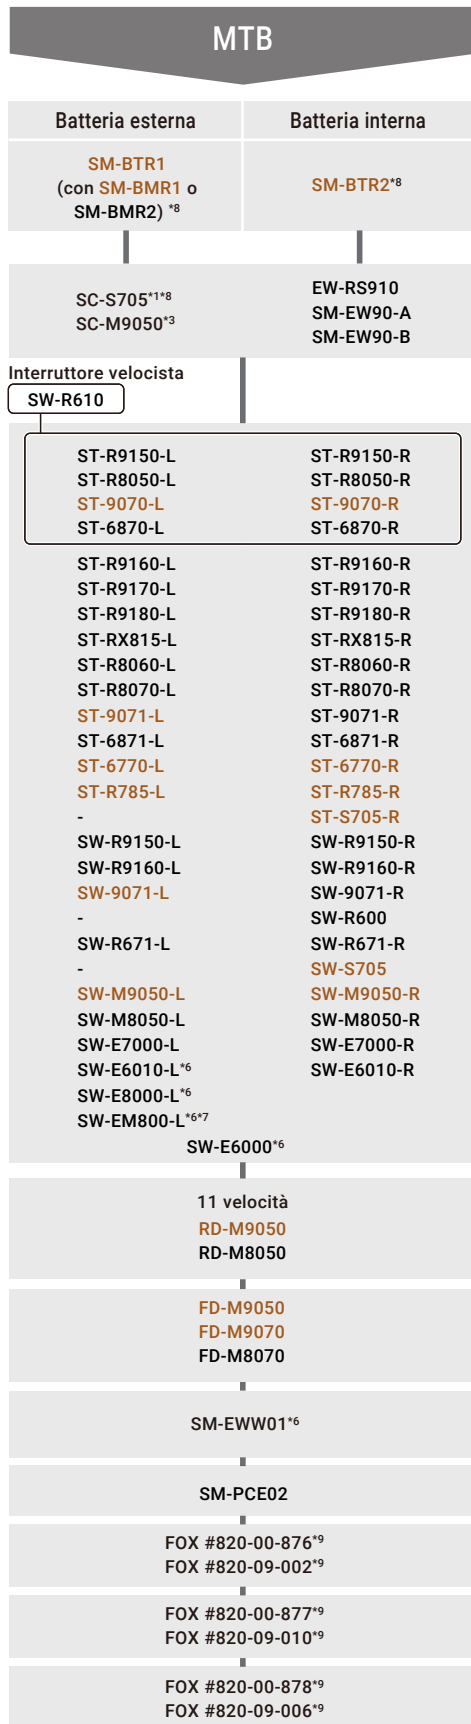 MTB
Batteria esterna Batteria interna
SM-BTR1
(con SM-BMR1 o
SM-BMR2) *8
SM-BTR2*8
SC-S705*1*8
SC-M9050*3
EW-RS910
SM-EW90-A
SM-EW90-B
Interruttore velocista
SW-R610
ST-R9150-L ST-R9150-R
ST-R8050-L ST-R8050-R
ST-9070-L ST-9070-R
ST-6870-L ST-6870-R
ST-R9160-L ST-R9160-R
ST-R9170-L ST-R9170-R
ST-R9180-L ST-R9180-R
ST-RX815-L ST-RX815-R
ST-R8060-L ST-R8060-R
ST-R8070-L ST-R8070-R
ST-9071-L ST-9071-R
ST-6871-L ST-6871-R
ST-6770-L ST-6770-R
ST-R785-L ST-R785-R
- ST-S705-R
SW-R9150-L SW-R9150-R
SW-R9160-L SW-R9160-R
SW-9071-L SW-9071-R
- SW-R600
SW-R671-L SW-R671-R
- SW-S705
SW-M9050-L SW-M9050-R
SW-M8050-L SW-M8050-R
SW-E7000-L SW-E7000-R
SW-E6010-L*6 SW-E6010-R
SW-E8000-L*6
SW-EM800-L*6*7
SW-E6000*6
11 velocità
RD-M9050
RD-M8050
FD-M9050
FD-M9070
FD-M8070
SM-EWW01*6
SM-PCE02
FOX #820-00-876*9
FOX #820-09-002*9
FOX #820-00-877*9
FOX #820-09-010*9
FOX #820-00-878*9
FOX #820-09-006*9